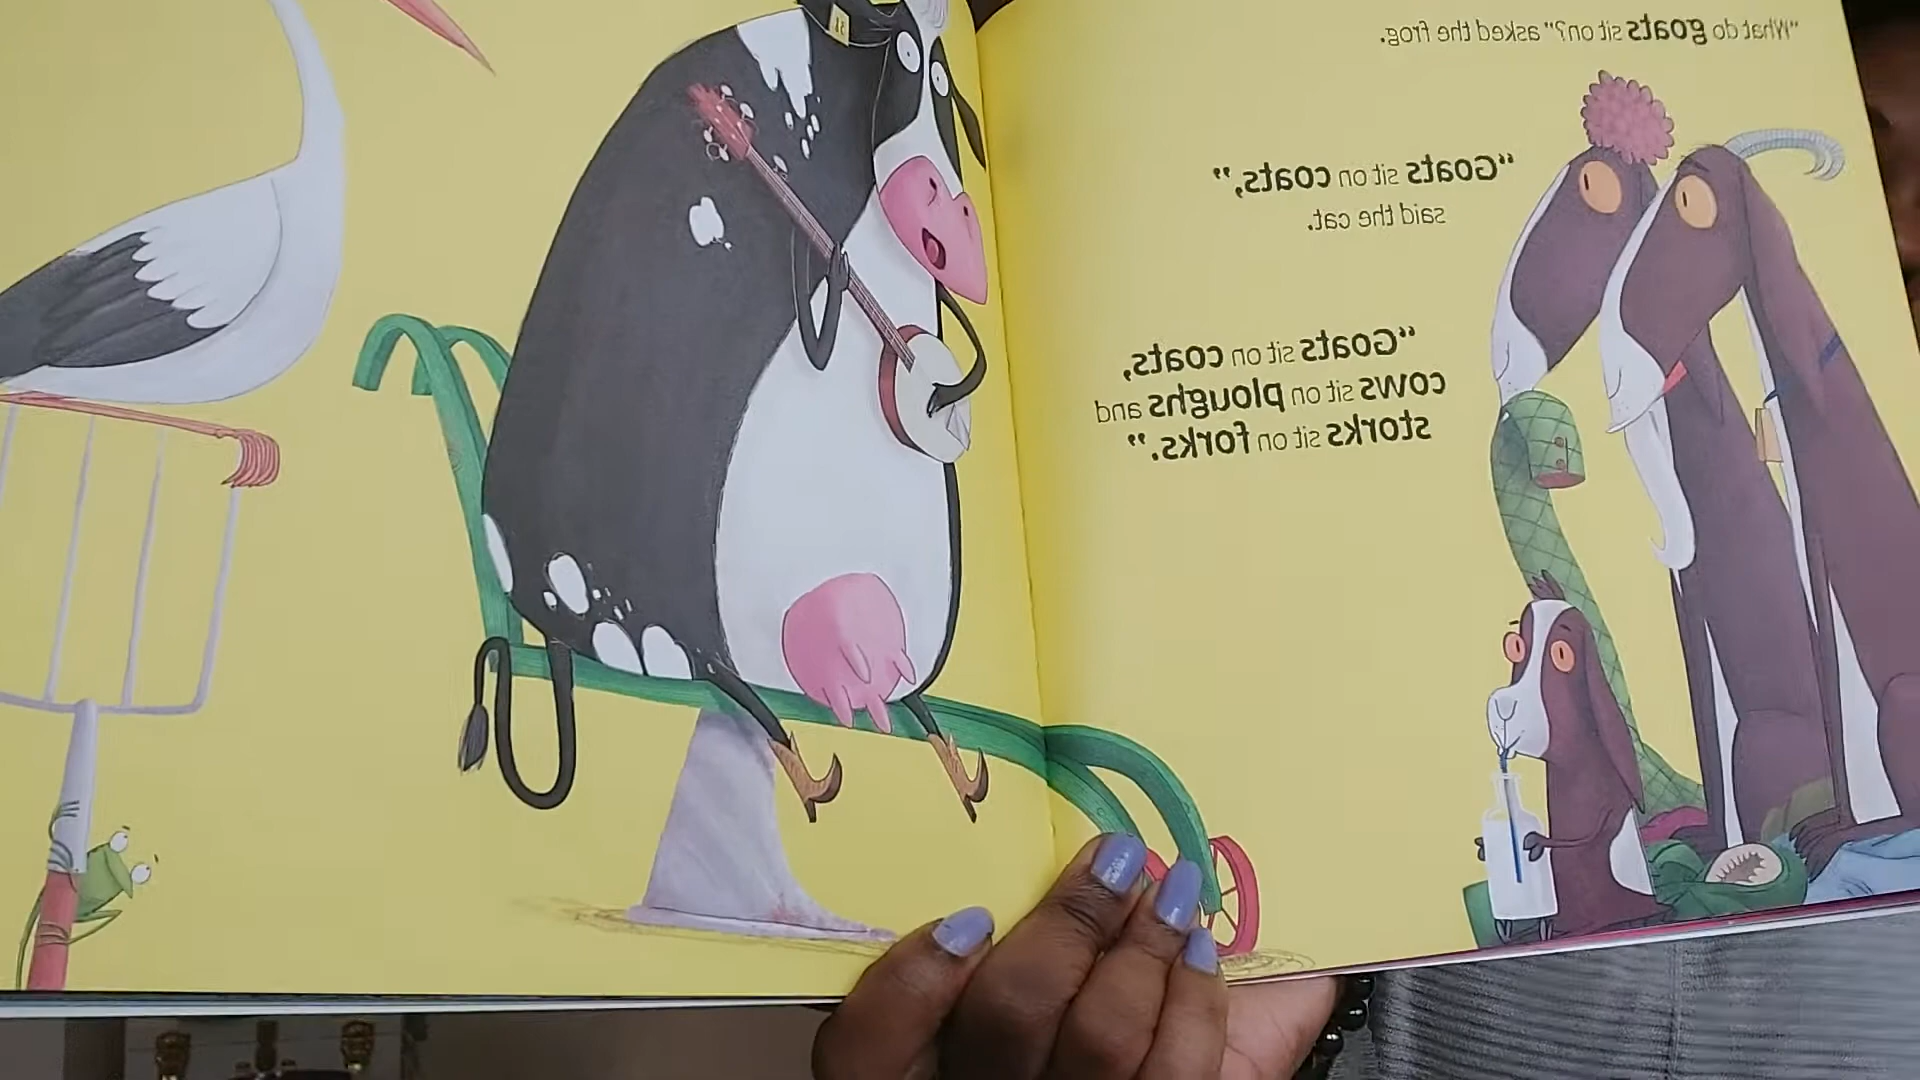 "What do goats sit on?" asked the frog.
"Goats sit on coats,"
said the cat.
"Goats sit on coats,
cows sit on ploughs and
storks sit on forks."